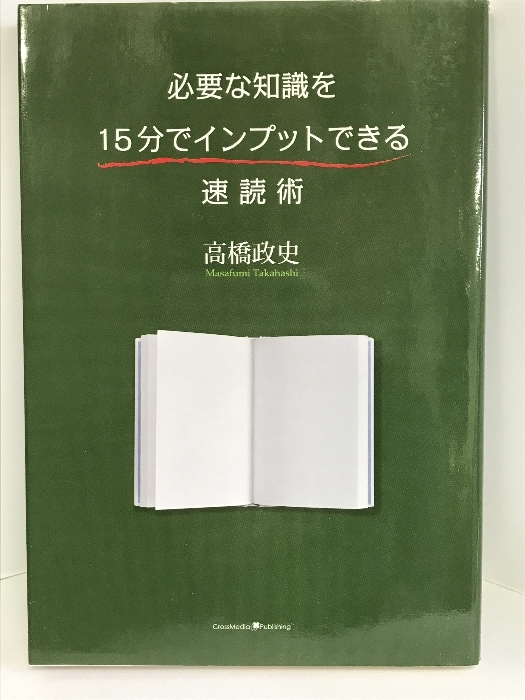 必要な知識を
15分でインプットできる
速読術
高橋政史
Masafumi Takahashi
CrossMedia Publishing